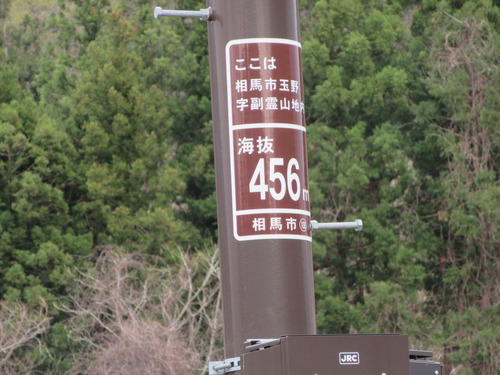 ここは
相馬市玉野
字副霊山地内
海抜
456m
相馬市
JRC